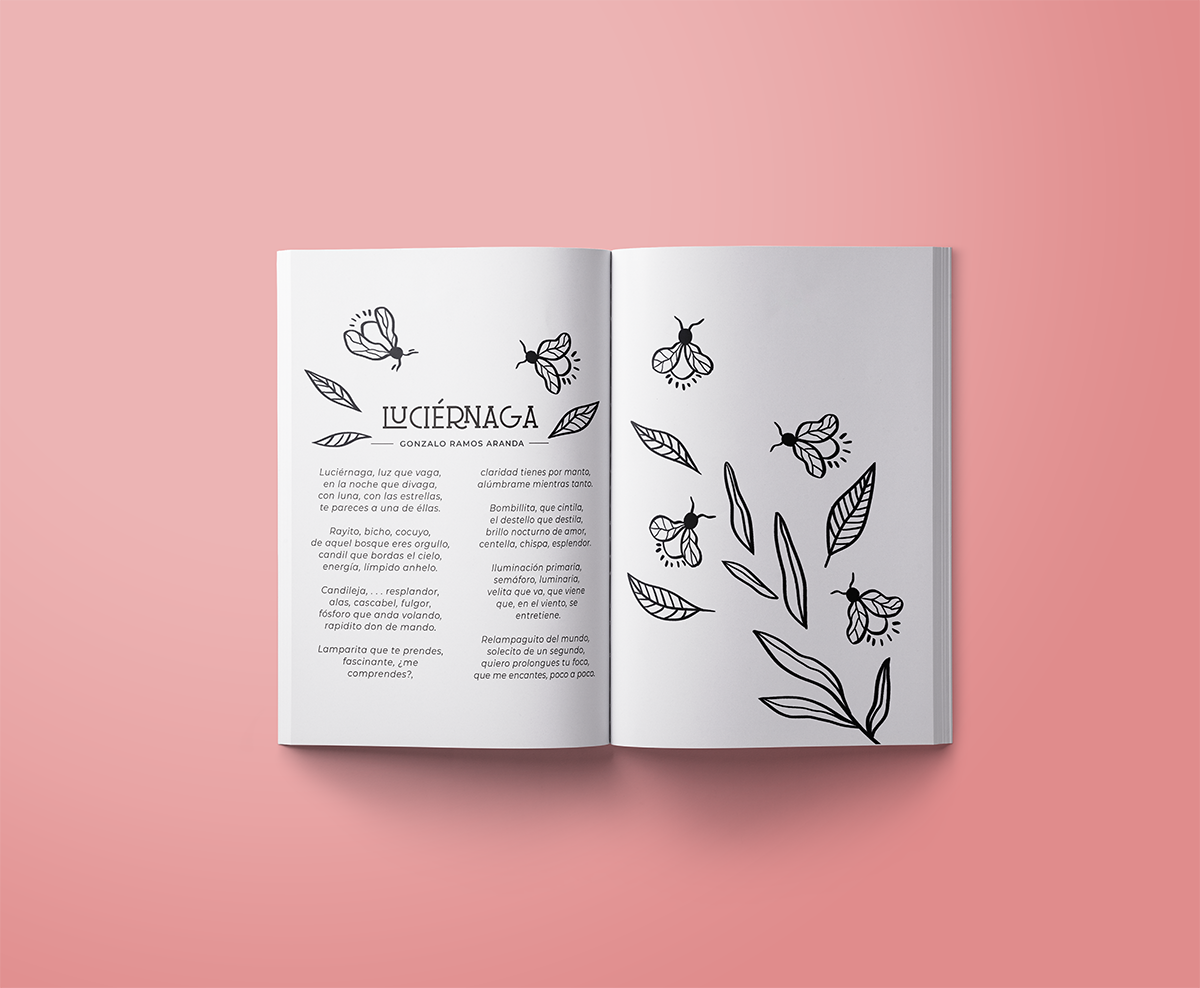 LUCIÉRNAGA
GONZALO RAMOS ARANDA
Luciérnaga, luz que vaga,
en la noche que divaga,
con luna, con las estrellas,
te pareces a una de éllas.
Rayito, bicho, cocuyo,
de aquel bosque eres orgullo,
candil que bordas el cielo,
energía, límpido anhelo.
Candileja, . . . resplandor,
alas, cascabel, fulgor,
fósforo que anda volando,
rapidito don de mando.
Lamparita que te prendes,
fascinante, ¿me
comprendes?,
claridad tienes por manto,
alúmbrame mientras tanto.
Bombillita, que cintila,
el destello que destila,
brillo nocturno de amor,
centella, chispa, esplendor.
Iluminación primaria,
semáforo, luminaria,
velita que va, que viene
que, en el viento, se
entretiene.
Relampaguito del mundo,
solecito de un segundo,
quiero prolongues tu foco,
que me encantes, poco a poco.